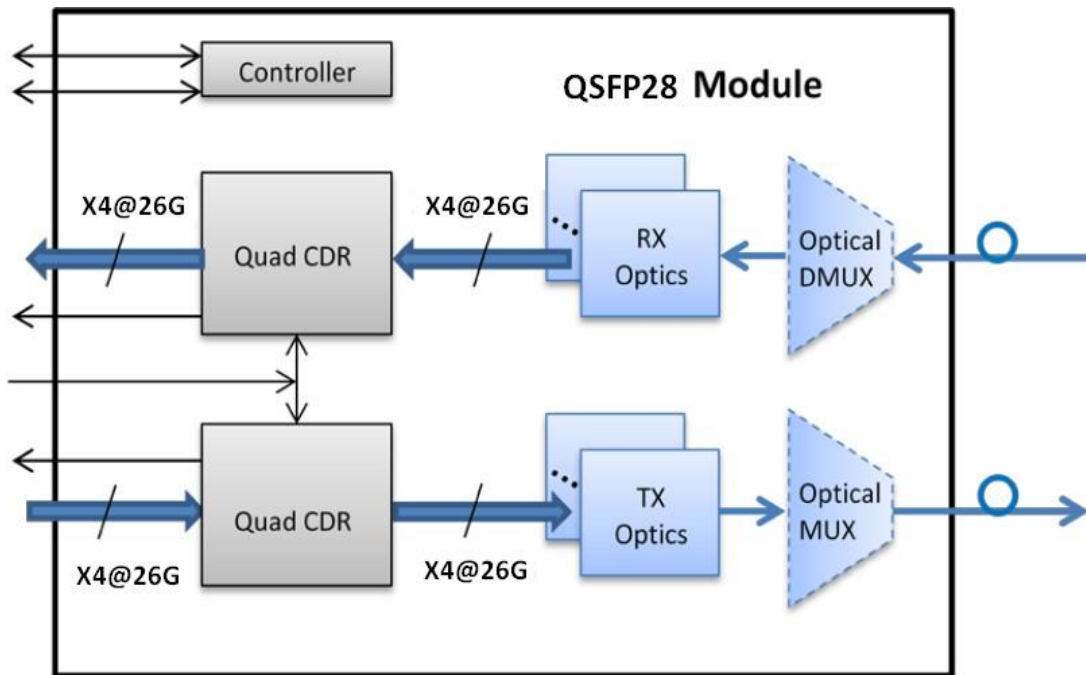 Controller
QSFP28 Module
X4@26G
Quad CDR
X4@26G
RX
Optics
Optical
DMUX
Quad CDR
X4@26G
X4@26G
TX
Optics
Optical
MUX